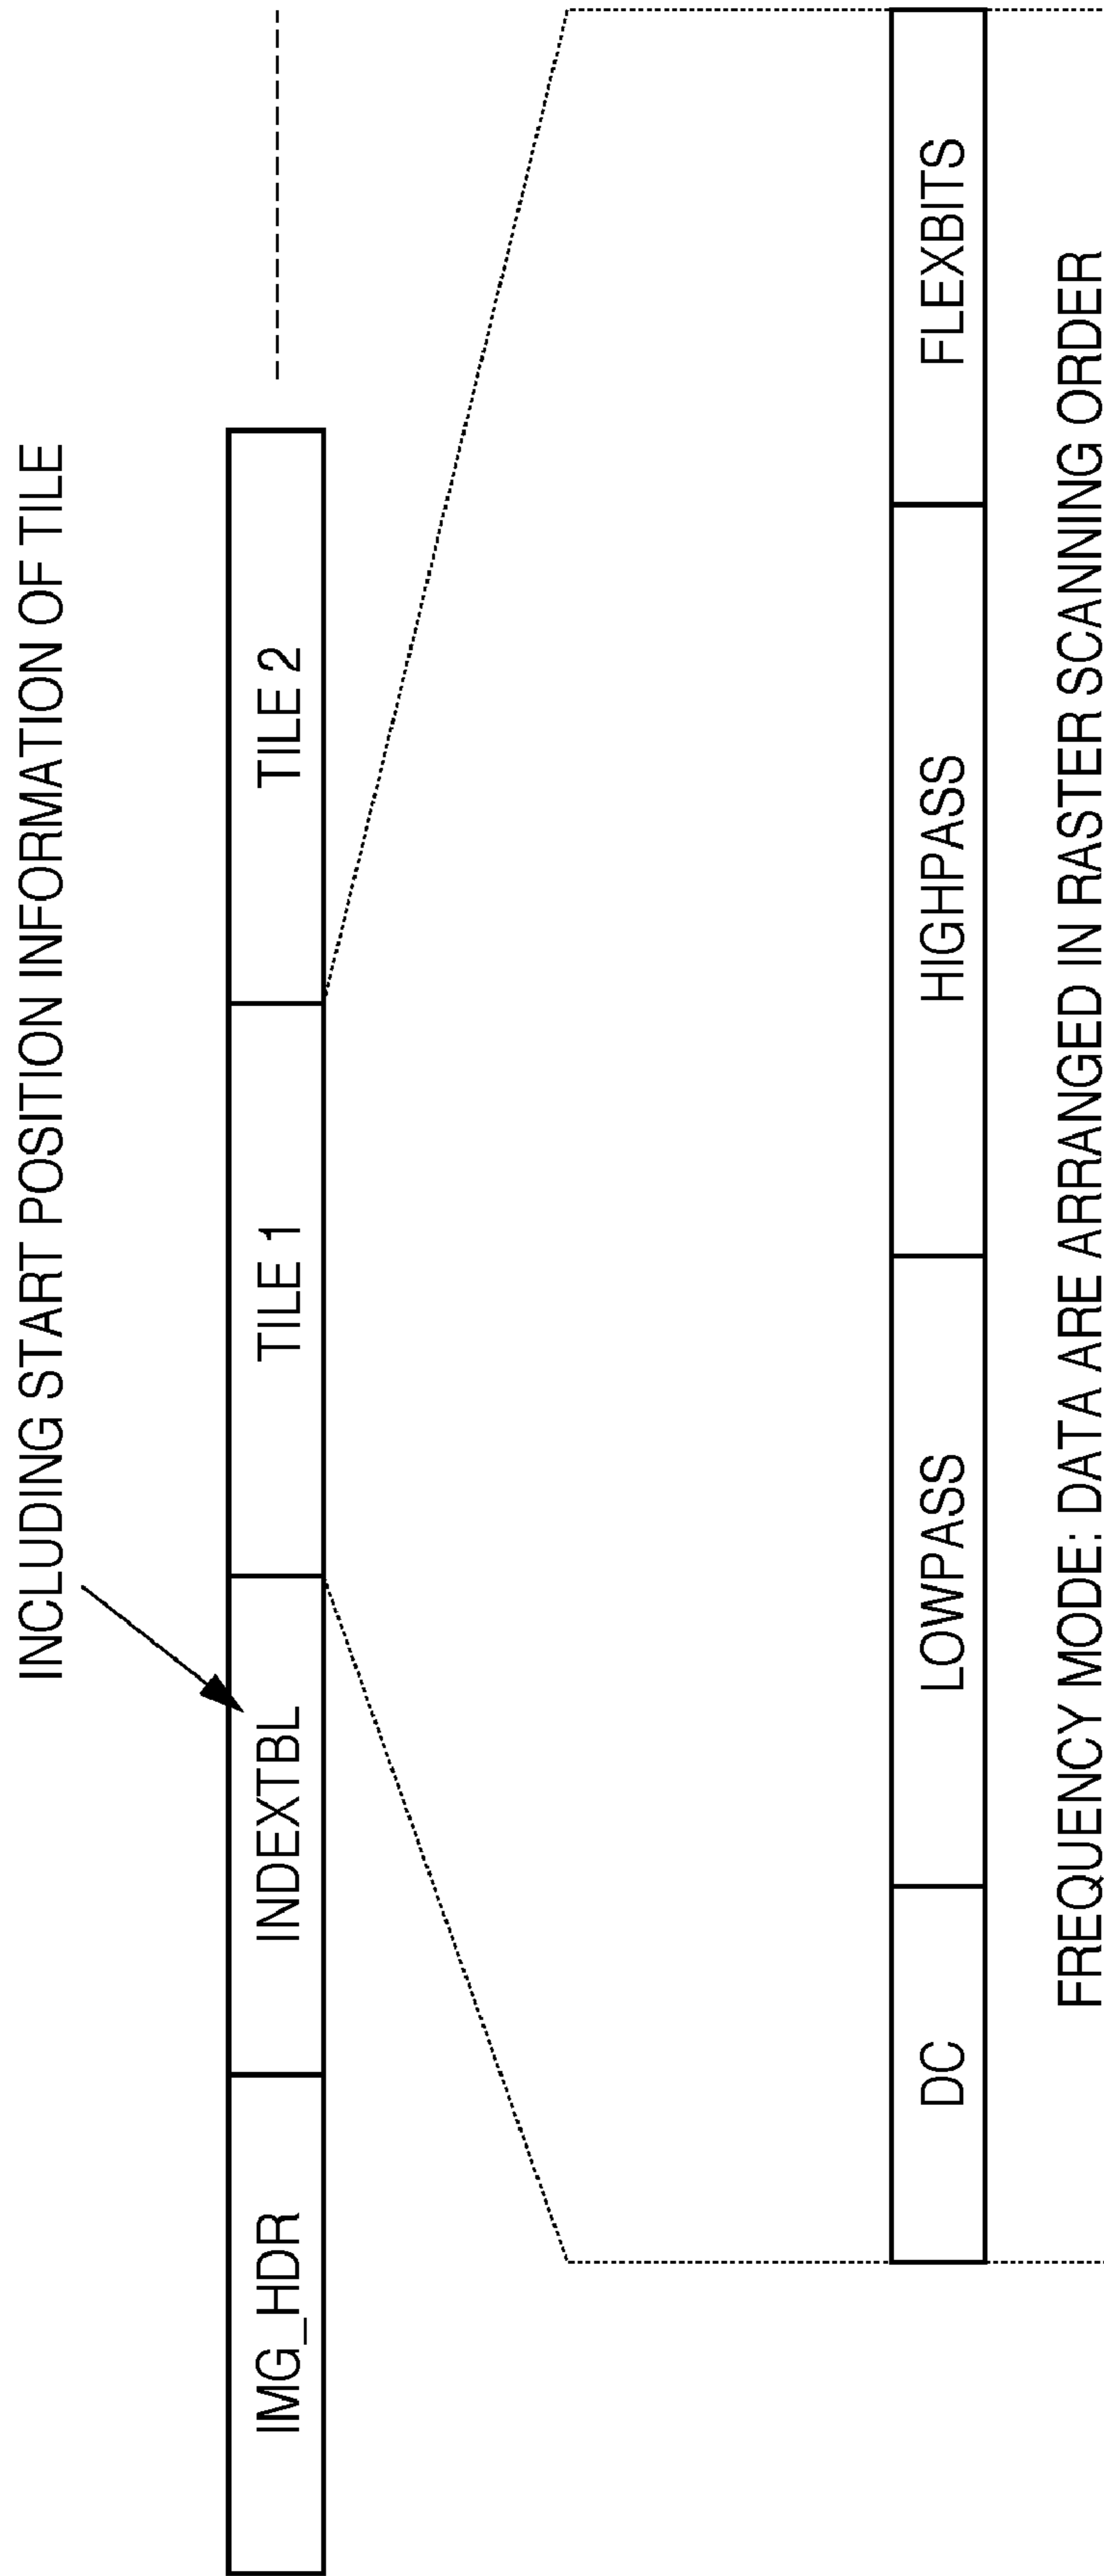 INCLUDING START POSITION INFORMATION OF TILE
IMG_HDR
INDEXTBL
TILE 1
TILE 2
DC
LOWPASS
HIGHPASS
FLEXBITS
FREQUENCY MODE: DATA ARE ARRANGED IN RASTER SCANNING ORDER